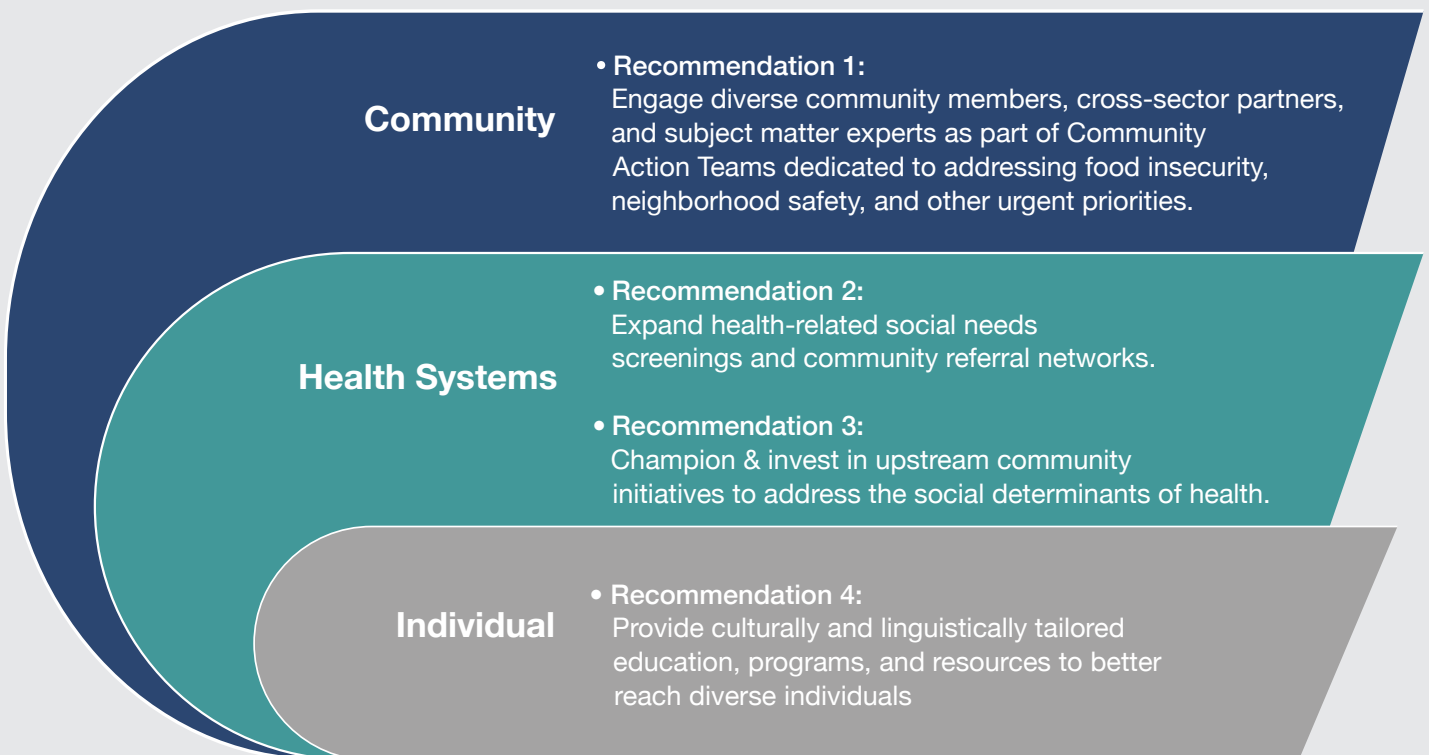 Community
• Recommendation 1:
Engage diverse community members, cross-sector partners,
and subject matter experts as part of Community
Action Teams dedicated to addressing food insecurity,
neighborhood safety, and other urgent priorities.
Health Systems
• Recommendation 2:
Expand health-related social needs
screenings and community referral networks.
• Recommendation 3:
Champion & invest in upstream community
initiatives to address the social determinants of health.
Individual
• Recommendation 4:
Provide culturally and linguistically tailored
education, programs, and resources to better
reach diverse individuals